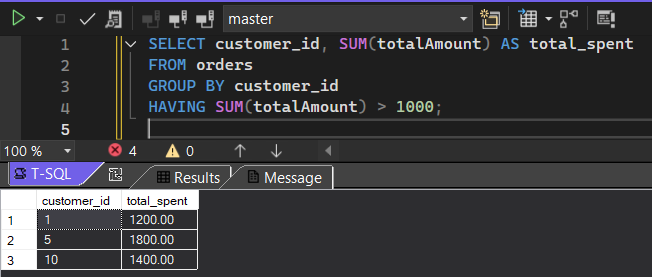 master
1 SELECT customer_id, SUM(totalAmount) AS total_spent
2 FROM orders
3 GROUP BY customer_id
4 HAVING SUM(totalAmount) > 1000;
5
100 % 4 0
T-SQL Results Message
customer_id total_spent
1 1 1200.00
2 5 1800.00
3 10 1400.00